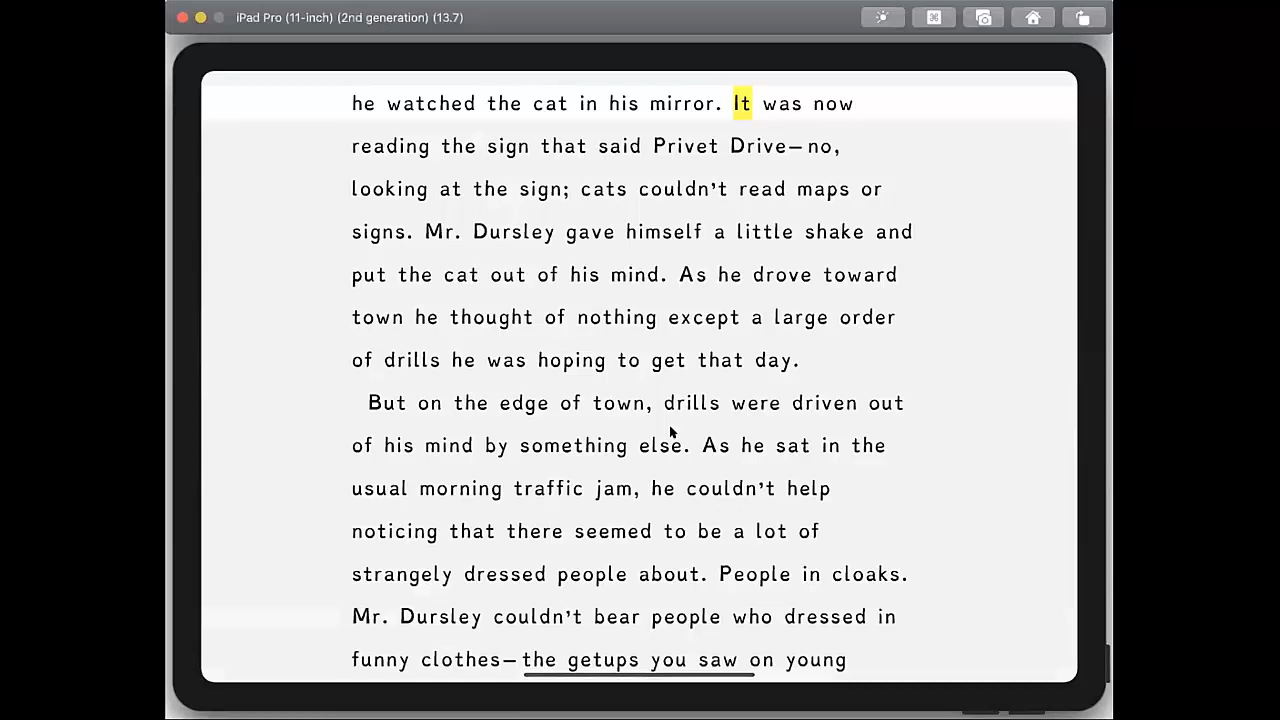 iPad Pro (11-inch) (2nd generation) (13.7)
he watched the cat in his mirror. It was now
reading the sign that said Privet Drive—no,
looking at the sign; cats couldn't read maps or
signs. Mr. Dursley gave himself a little shake and
put the cat out of his mind. As he drove toward
town he thought of nothing except a large order
of drills he was hoping to get that day.
But on the edge of town, drills were driven out
of his mind by something else. As he sat in the
usual morning traffic jam, he couldn't help
noticing that there seemed to be a lot of
strangely dressed people about. People in cloaks.
Mr. Dursley couldn't bear people who dressed in
funny clothes—the getups you saw on young